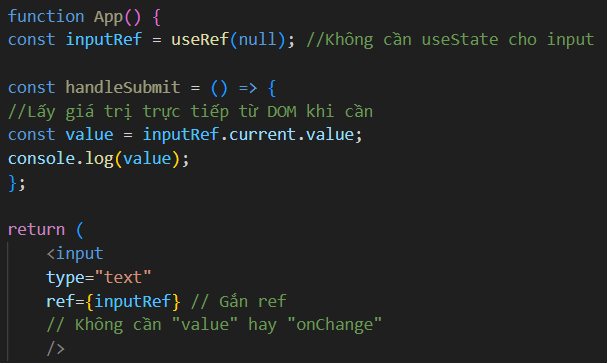 function App() {
const inputRef = useRef(null); //Không cần useState cho input
const handleSubmit = () => {
//Lấy giá trị trực tiếp từ DOM khi cần
const value = inputRef.current.value;
console.log(value);
};
return (
<input
type="text"
ref={inputRef} // Gắn ref
// Không cần "value" hay "onChange"
/>